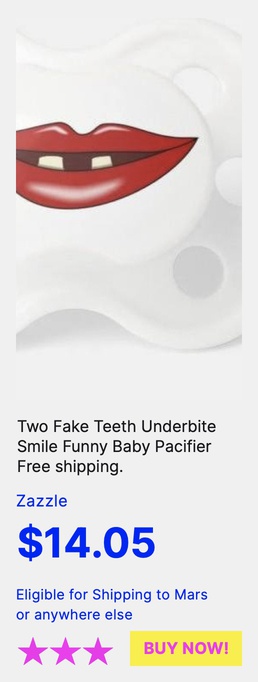 Two Fake Teeth Underbite
Smile Funny Baby Pacifier
Free shipping.
Zazzle
$14.05
Eligible for Shipping to Mars
or anywhere else
BUY NOW!